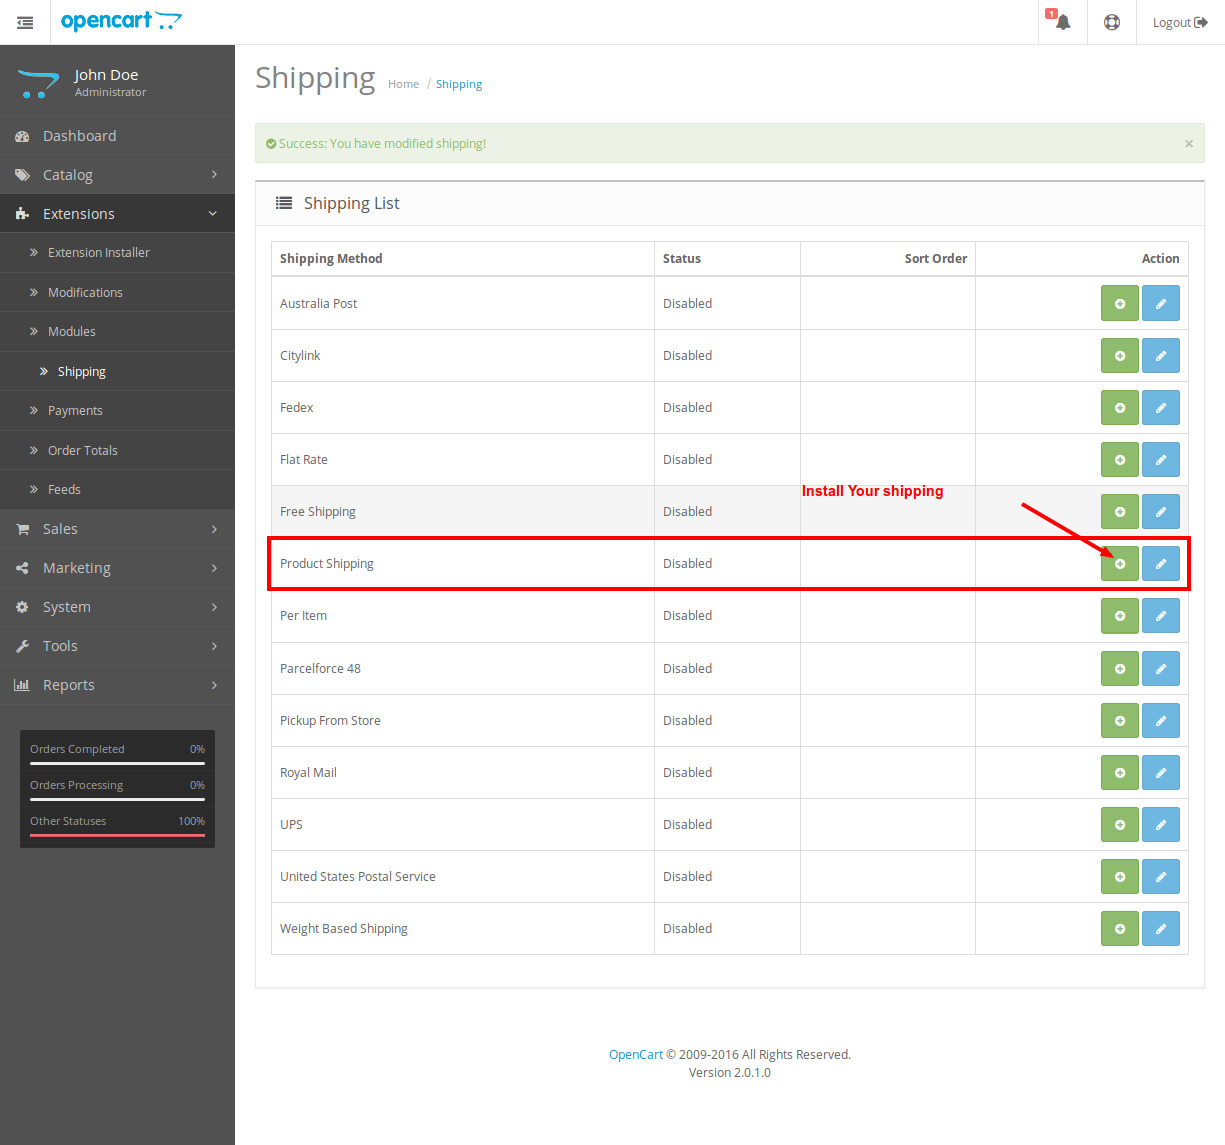 opencart
1
Logout
John Doe
Administrator
Dashboard
Catalog
Extensions
Extension Installer
Modifications
Modules
Shipping
Payments
Order Totals
Feeds
Sales
Marketing
System
Tools
Reports
Orders Completed 0%
Orders Processing 0%
Other Statuses 100%
Shipping Home / Shipping
Success: You have modified shipping! ×
Shipping List
Shipping Method Status Sort Order Action
Australia Post Disabled
Citylink Disabled
Fedex Disabled
Flat Rate Disabled
Install Your shipping
Free Shipping Disabled
Product Shipping Disabled
Per Item Disabled
Parcelforce 48 Disabled
Pickup From Store Disabled
Royal Mail Disabled
UPS Disabled
United States Postal Service Disabled
Weight Based Shipping Disabled
OpenCart © 2009-2016 All Rights Reserved.
Version 2.0.1.0